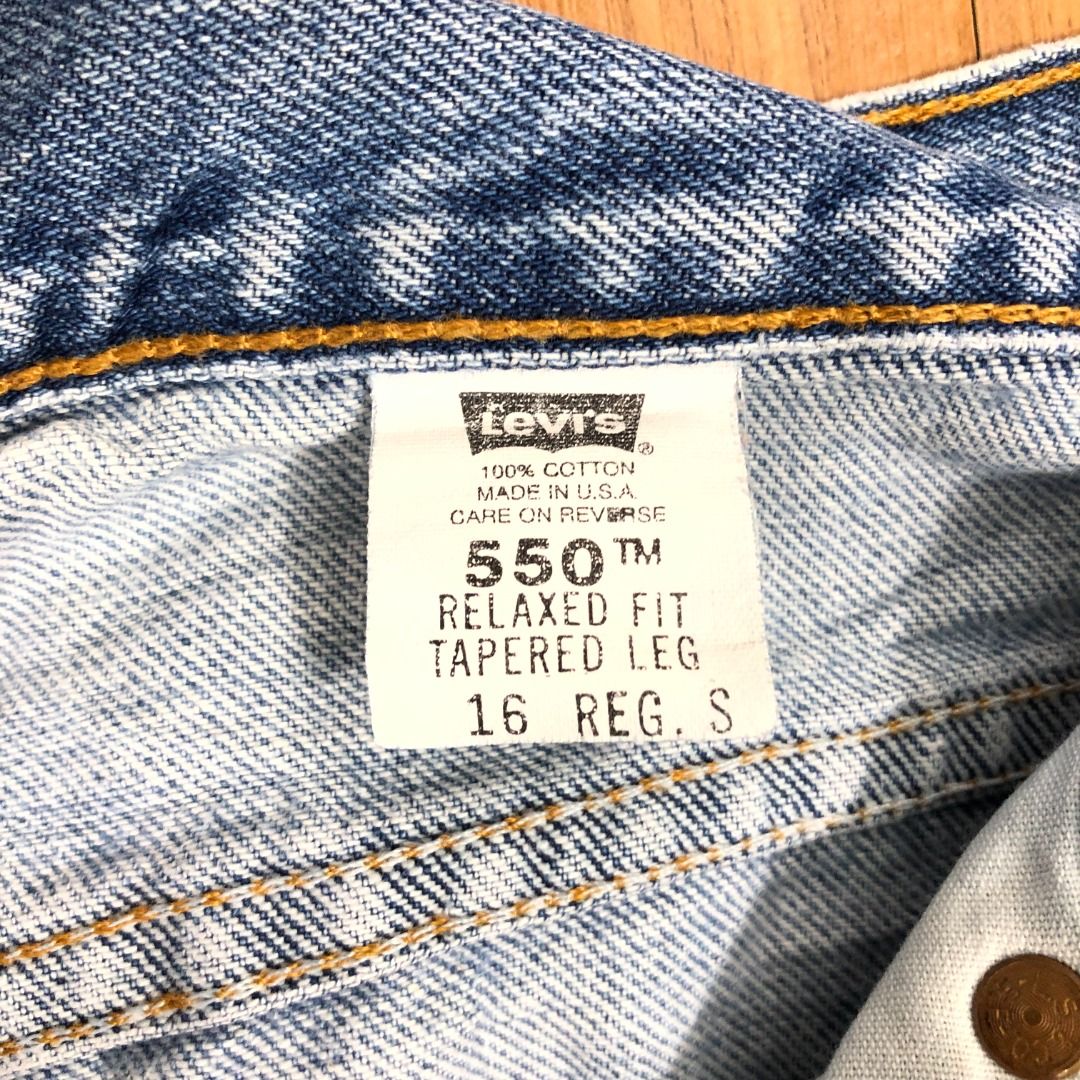 Levi's®
100% COTTON
MADE IN U.S.A.
CARE ON REVERSE
550™
RELAXED FIT
TAPERED LEG
16 REG. S